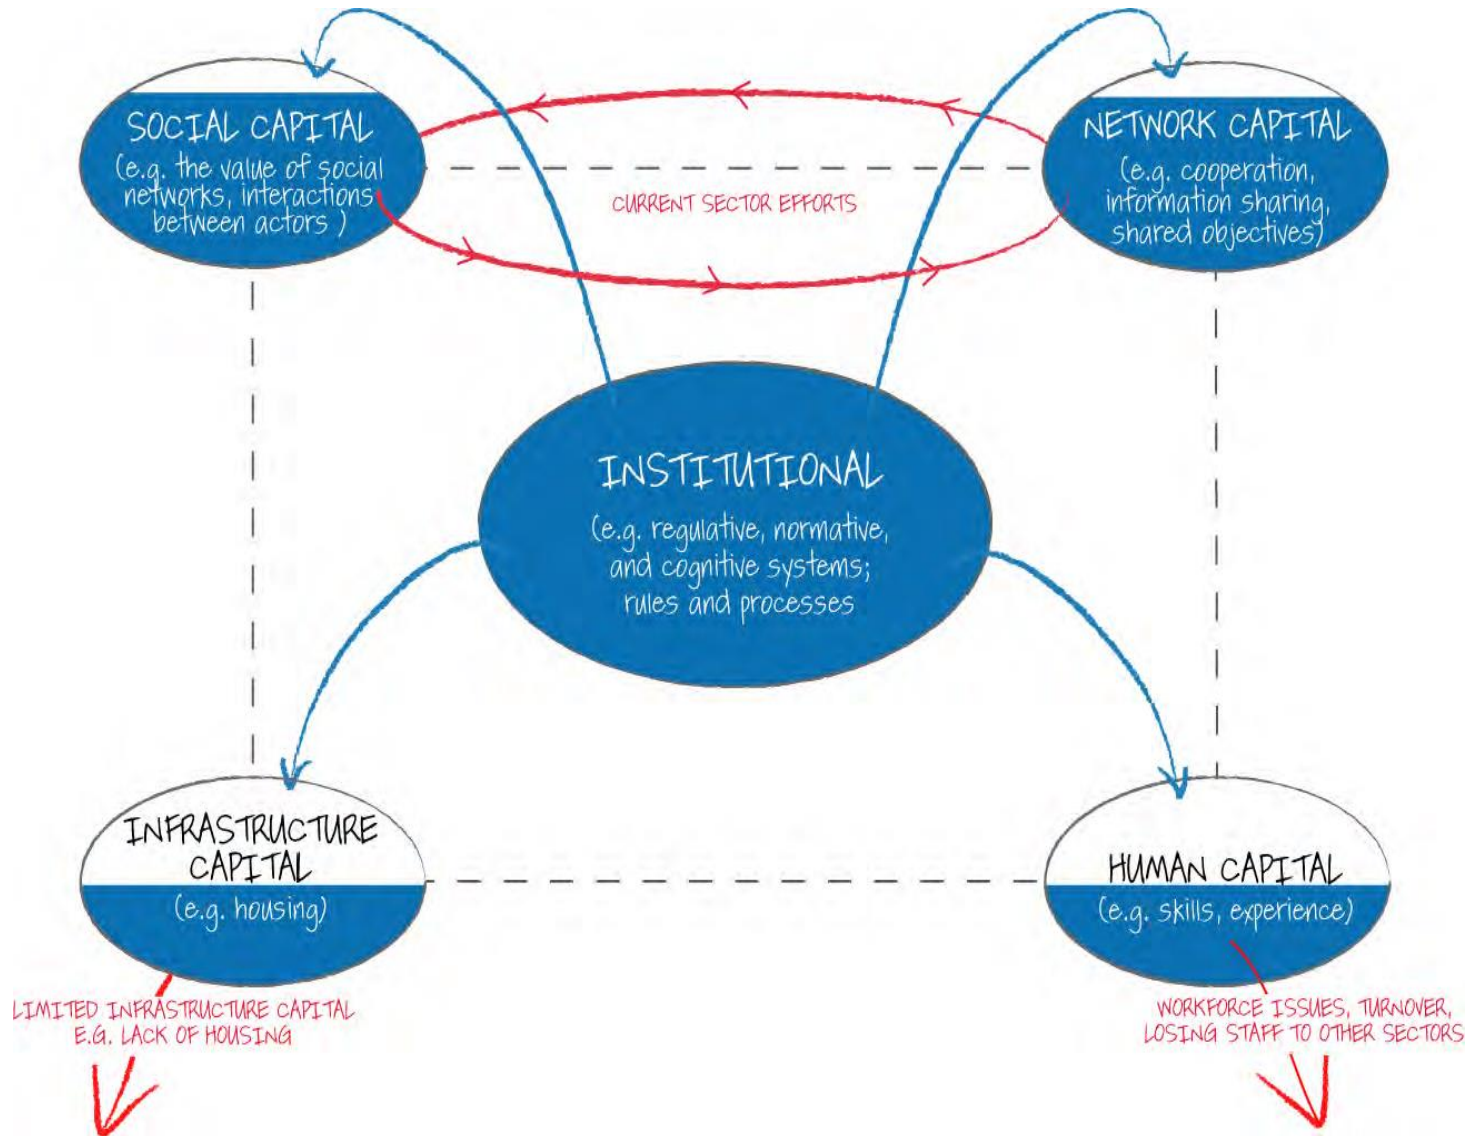 SOCIAL CAPITAL
(e.g. the value of social
networks, interactions
between actors )
NETWORK CAPITAL
(e.g. cooperation,
information sharing,
shared objectives)
CURRENT SECTOR EFFORTS
INSTITUTIONAL
(e.g. regulative, normative,
and cognitive systems;
rules and processes
INFRASTRUCTURE
CAPITAL
(e.g. housing)
HUMAN CAPITAL
(e.g. skills, experience)
LIMITED INFRASTRUCTURE CAPITAL
E.G. LACK OF HOUSING
WORKFORCE ISSUES, TURNOVER,
LOSING STAFF TO OTHER SECTORS